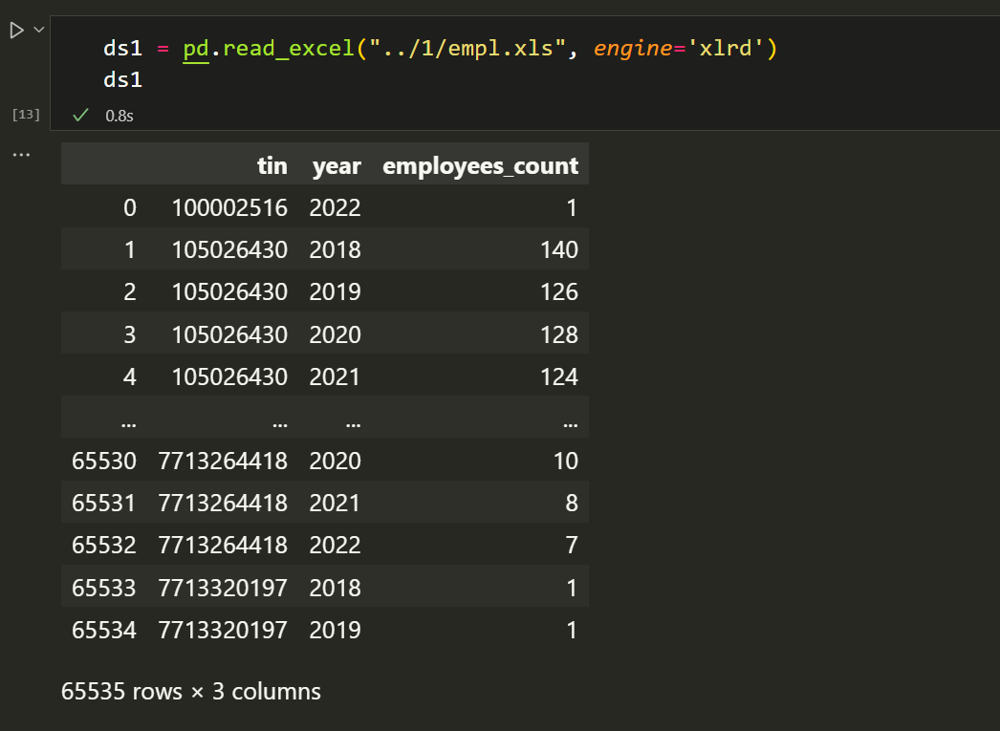 ds1 = pd.read_excel("../1/empl.xls", engine='xlrd')
ds1
[13] 0.8s
...
tin year employees_count
0 100002516 2022 1
1 105026430 2018 140
2 105026430 2019 126
3 105026430 2020 128
4 105026430 2021 124
... ... ... ...
65530 7713264418 2020 10
65531 7713264418 2021 8
65532 7713264418 2022 7
65533 7713320197 2018 1
65534 7713320197 2019 1
65535 rows × 3 columns